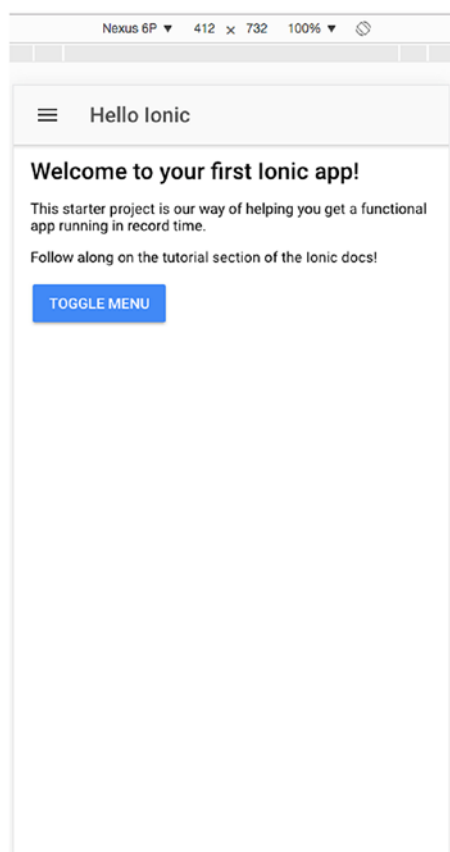 Nexus 6P ▼ 412 × 732 100% ▼
Hello Ionic
Welcome to your first Ionic app!
This starter project is our way of helping you get a functional
app running in record time.
Follow along on the tutorial section of the Ionic docs!
TOGGLE MENU